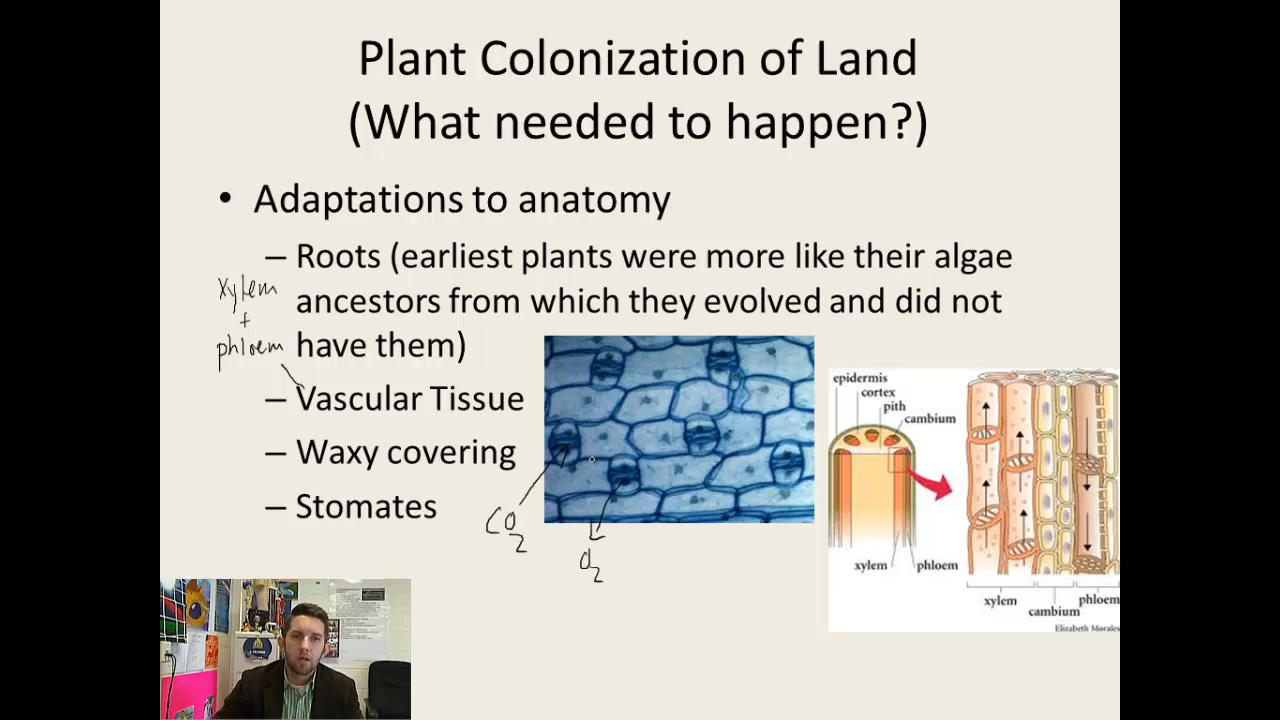 Plant Colonization of Land
(What needed to happen?)
• Adaptations to anatomy
– Roots (earliest plants were more like their algae
ancestors from which they evolved and did not
have them)
xylem
+
phloem
– Vascular Tissue
– Waxy covering
– Stomates
CO2
O2
epidermis
cortex
pith
cambium
xylem
phloem
xylem
cambium
phloem
Elizabeth Morales